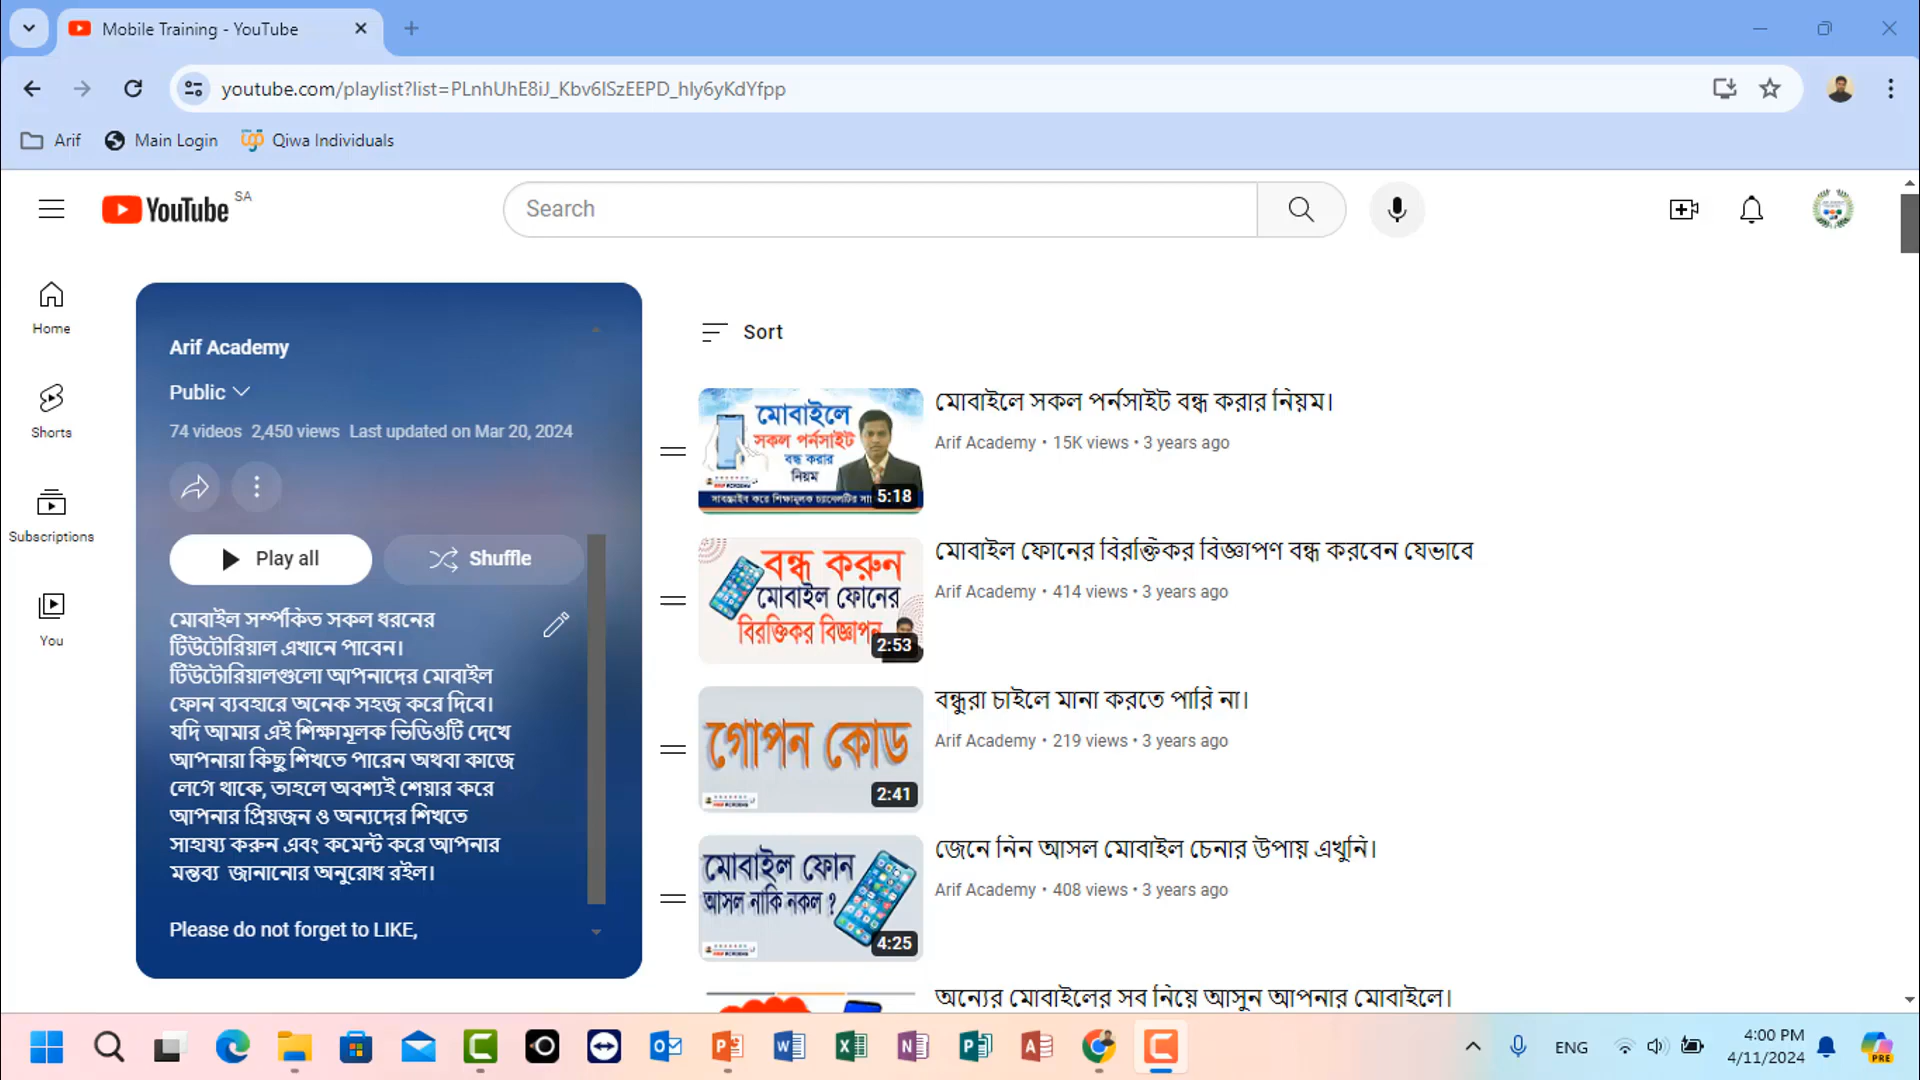 Mobile Training - YouTube
youtube.com/playlist?list=PLnhUhE8iJ_Kbv6lSzEEPD_hly6yKdYfpp
Arif
Main Login
Qiwa Individuals
YouTube SA
Search
Home
Shorts
Subscriptions
You
Arif Academy
Public
74 videos 2,450 views Last updated on Mar 20, 2024
Play all
Shuffle
মোবাইল সম্পর্কিত সকল ধরনের
টিউটোরিয়াল এখানে পাবেন।
টিউটোরিয়ালগুলো আপনাদের মোবাইল
ফোন ব্যবহারে অনেক সহজ করে দিবে।
যদি আমার এই শিক্ষামূলক ভিডিওটি দেখে
আপনারা কিছু শিখতে পারেন অথবা কাজে
লেগে থাকে, তাহলে অবশ্যই শেয়ার করে
আপনার প্রিয়জন ও অন্যদের শিখতে
সাহায্য করুন এবং কমেন্ট করে আপনার
মন্তব্য জানানোর অনুরোধ রইল।
Please do not forget to LIKE,
Sort
মোবাইলে
সকল পর্নসাইট
বন্ধ করার
নিয়ম
সাবস্ক্রাইব করে শিক্ষামূলক চ্যানেলটির
5:18
মোবাইলে সকল পর্নসাইট বন্ধ করার নিয়ম।
Arif Academy • 15K views • 3 years ago
বন্ধ করুন
মোবাইল ফোনের
বিরক্তিকর বিজ্ঞাপন
2:53
মোবাইল ফোনের বিরক্তিকর বিজ্ঞাপণ বন্ধ করবেন যেভাবে
Arif Academy • 414 views • 3 years ago
গোপন কোড
2:41
বন্ধুরা চাইলে মানা করতে পারি না।
Arif Academy • 219 views • 3 years ago
মোবাইল ফোন
আসল নাকি নকল ?
4:25
জেনে নিন আসল মোবাইল চেনার উপায় এখুনি।
Arif Academy • 408 views • 3 years ago
অন্যের মোবাইলের সব নিয়ে আসুন আপনার মোবাইলে।
ENG
4:00 PM
4/11/2024
PRE